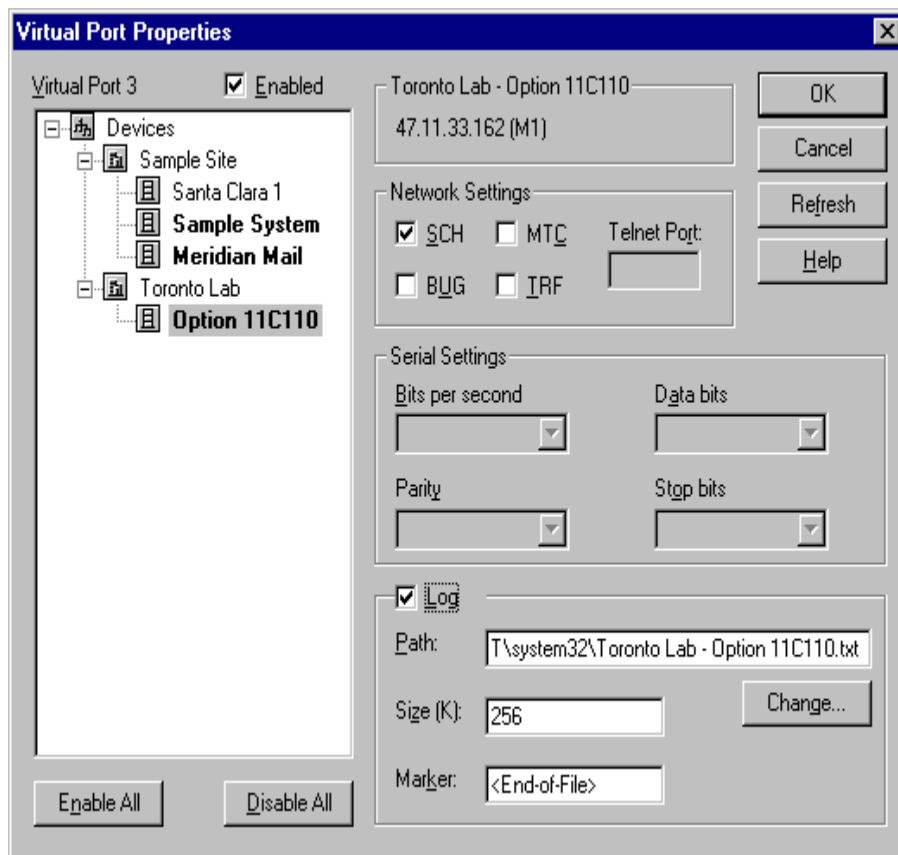 Virtual Port Properties
Virtual Port 3
Enabled
Devices
Sample Site
Santa Clara 1
Sample System
Meridian Mail
Toronto Lab
Option 11C110
Enable All
Disable All
Toronto Lab - Option 11C110
47.11.33.162 (M1)
Network Settings
SCH
MTC
Telnet Port:
BUG
TRF
Serial Settings
Bits per second
Data bits
Parity
Stop bits
Log
Path:
T\system32\Toronto Lab - Option 11C110.txt
Size (K):
256
Change...
Marker:
<End-of-File>
OK
Cancel
Refresh
Help